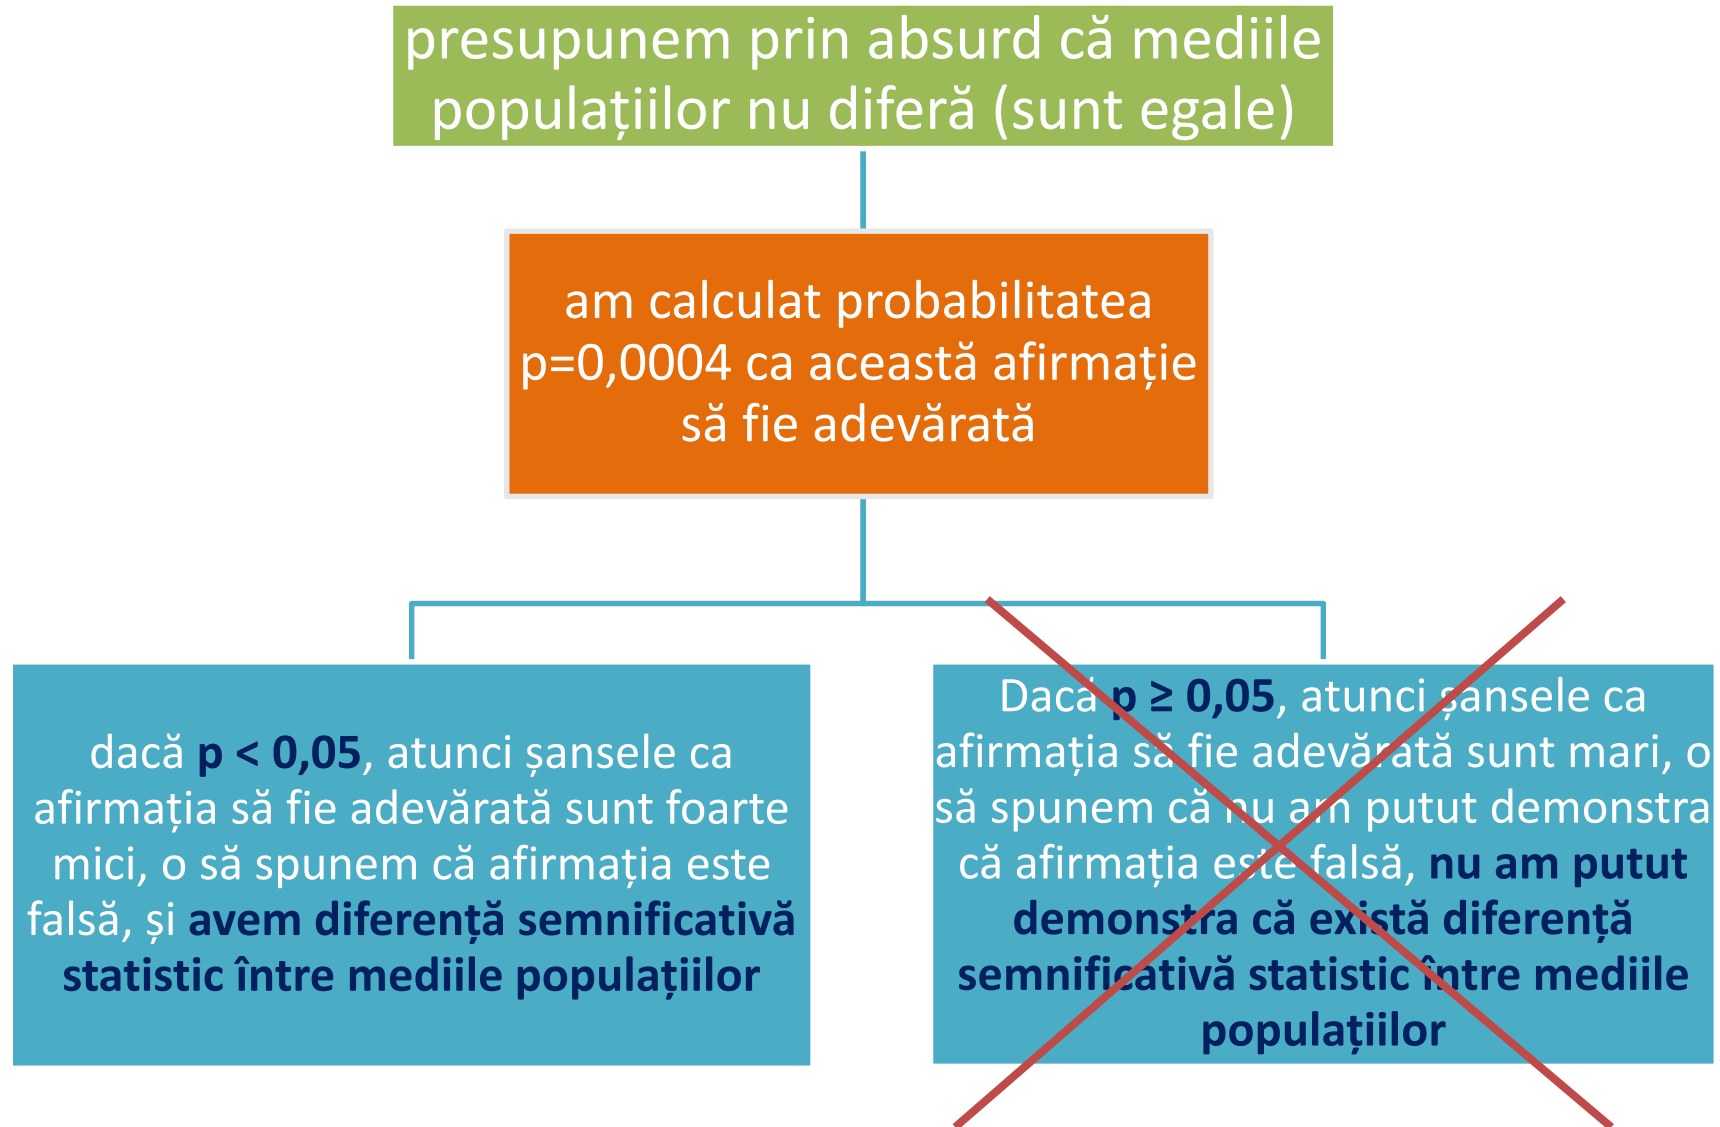 presupunem prin absurd că mediile
populațiilor nu diferă (sunt egale)
am calculat probabilitatea
p=0,0004 ca această afirmație
să fie adevărată
dacă p < 0,05, atunci șansele ca
afirmația să fie adevărată sunt foarte
mici, o să spunem că afirmația este
falsă, și avem diferență semnificativă
statistic între mediile populațiilor
Dacă p ≥ 0,05, atunci șansele ca
afirmația să fie adevărată sunt mari, o
să spunem că nu am putut demonstra
că afirmația este falsă, nu am putut
demonstra că există diferență
semnificativă statistic între mediile
populațiilor